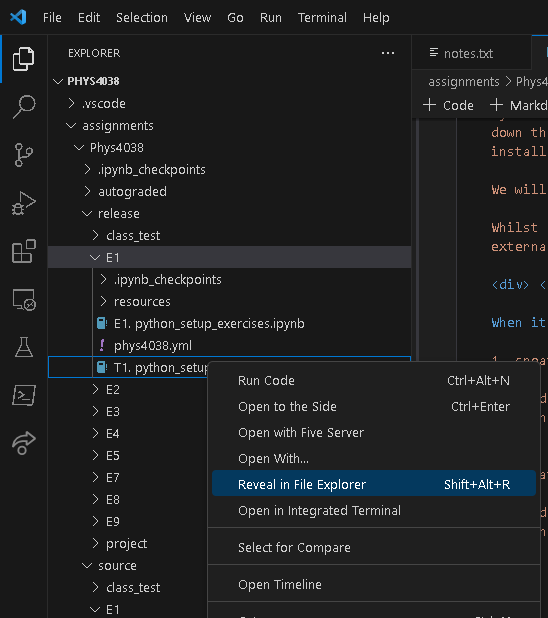 File Edit Selection View Go Run Terminal Help
EXPLORER ...
PHYS4038
.vscode
assignments
Phys4038
.ipynb_checkpoints
autograded
release
class_test
E1
.ipynb_checkpoints
resources
E1. python_setup_exercises.ipynb
! phys4038.yml
T1. python_setup
E2
E3
E4
E5
E7
E8
E9
project
source
class_test
E1
notes.txt
assignments > Phys4
+ Code + Markd
down th
install
We will
Whilst
externa
<div> <
When it
Run Code Ctrl+Alt+N
Open to the Side Ctrl+Enter
Open with Five Server
Open With...
Reveal in File Explorer Shift+Alt+R
Open in Integrated Terminal
Select for Compare
Open Timeline